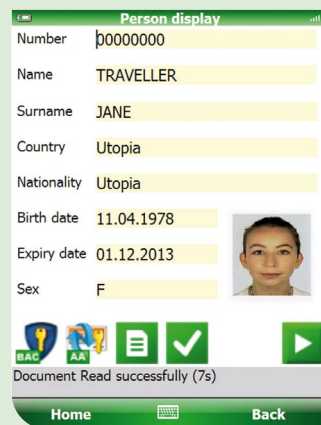 Person display
Number 00000000
Name TRAVELLER
Surname JANE
Country Utopia
Nationality Utopia
Birth date 11.04.1978
Expiry date 01.12.2013
Sex F
BAC AA
Document Read successfully (7s)
Home Back